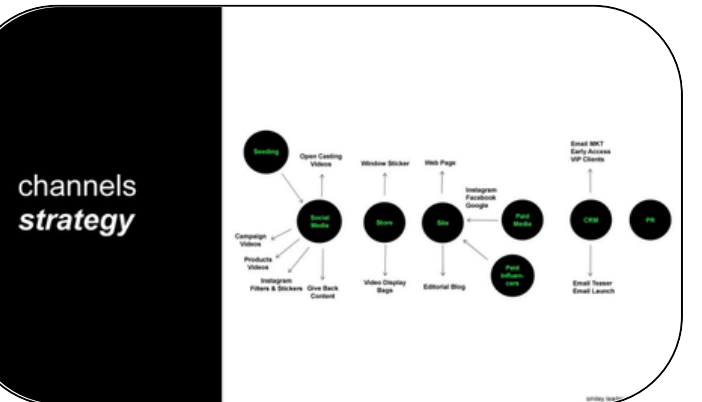 channels
strategy
Seeding
Open Casting
Videos
Social
Media
Campaign
Videos
Products
Videos
Instagram
Filters & Stickers
Give Back
Content
Window Sticker
Store
Video Display
Bags
Web Page
Site
Editorial Blog
Instagram
Facebook
Google
Paid
Media
Paid
Influen-
cers
Email MKT
Early Access
VIP Clients
CRM
Email Teaser
Email Launch
PR